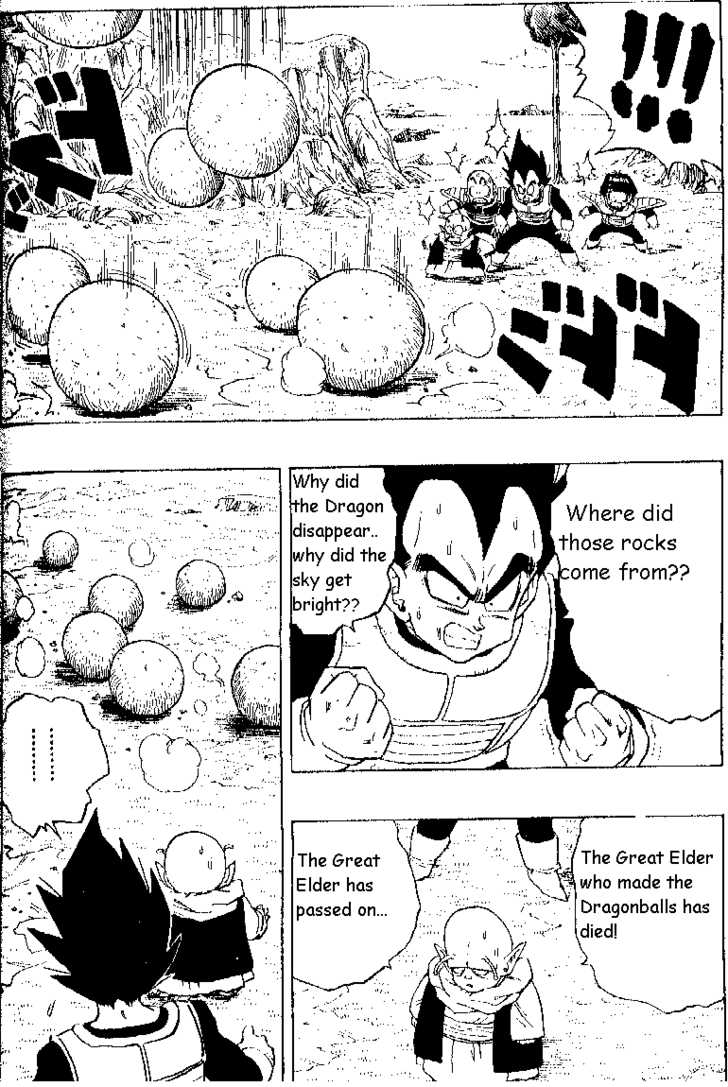 !!!
Where did
those rocks
come from??
Why did
the Dragon
disappear..
why did the
sky get
bright??
The Great Elder
who made the
Dragonballs has
died!
The Great
Elder has
passed on...